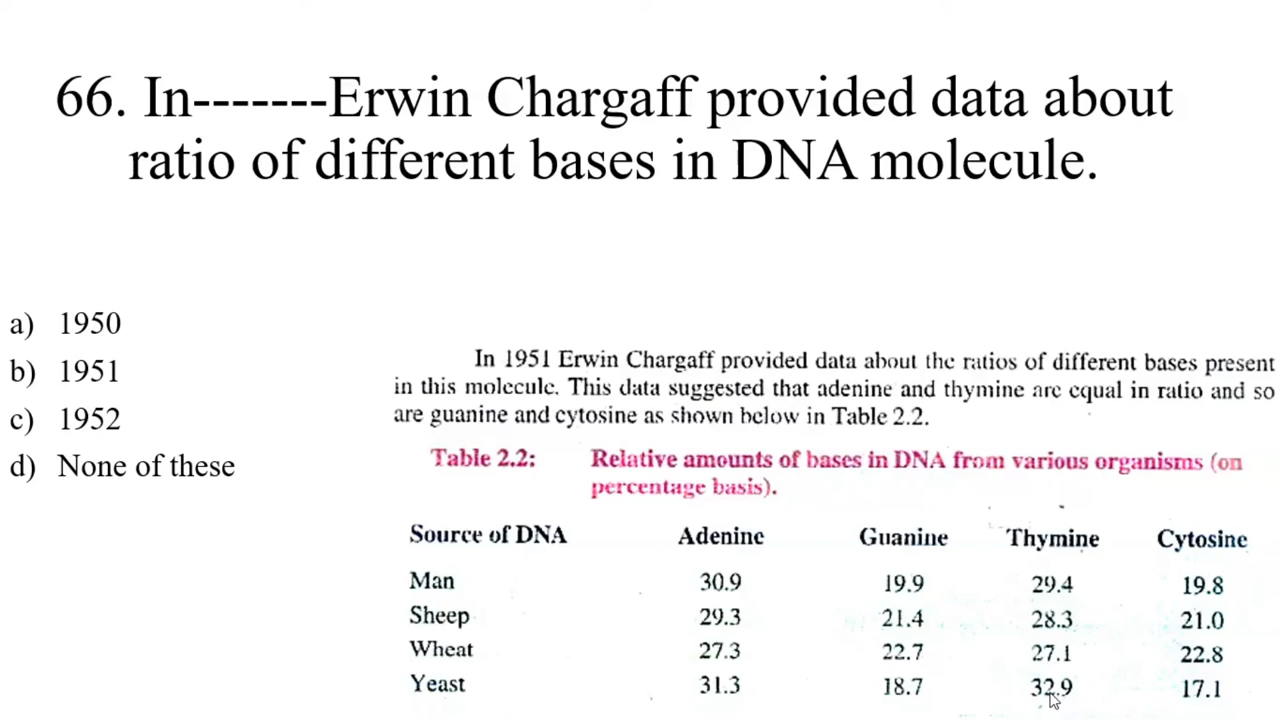 66. In-------Erwin Chargaff provided data about
ratio of different bases in DNA molecule.
a) 1950
b) 1951
c) 1952
d) None of these
In 1951 Erwin Chargaff provided data about the ratios of different bases present
in this molecule. This data suggested that adenine and thymine are equal in ratio and so
are guanine and cytosine as shown below in Table 2.2.
Table 2.2: Relative amounts of bases in DNA from various organisms (on
percentage basis).
Source of DNA Adenine Guanine Thymine Cytosine
Man 30.9 19.9 29.4 19.8
Sheep 29.3 21.4 28.3 21.0
Wheat 27.3 22.7 27.1 22.8
Yeast 31.3 18.7 32.9 17.1